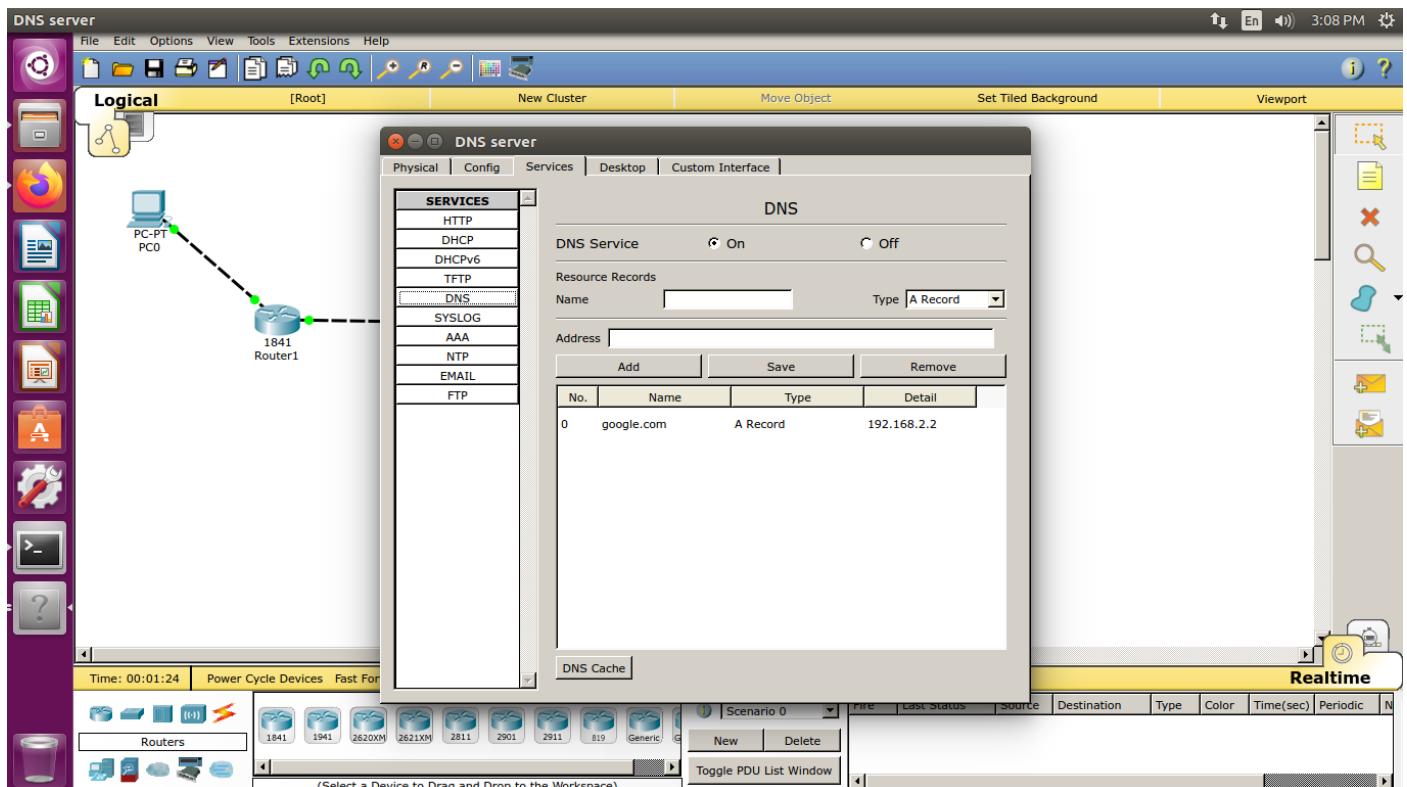 DNS server
En 3:08 PM
File Edit Options View Tools Extensions Help
i ?
Logical [Root] New Cluster Move Object Set Tiled Background Viewport
DNS server
Physical Config Services Desktop Custom Interface
SERVICES
HTTP
DHCP
DHCPv6
TFTP
DNS
SYSLOG
AAA
NTP
EMAIL
FTP
DNS
DNS Service On Off
Resource Records
Name Type A Record
Address
Add Save Remove
No. Name Type Detail
0 google.com A Record 192.168.2.2
DNS Cache
PC-PT
PC0
1841
Router1
Time: 00:01:24 Power Cycle Devices Fast For
Realtime
Routers
1841 1941 2620XM 2621XM 2811 2901 2911 819 Generic G
(Select a Device to Drag and Drop to the Workspace)
Scenario 0
New Delete
Toggle PDU List Window
Fire Last Status Source Destination Type Color Time(sec) Periodic N